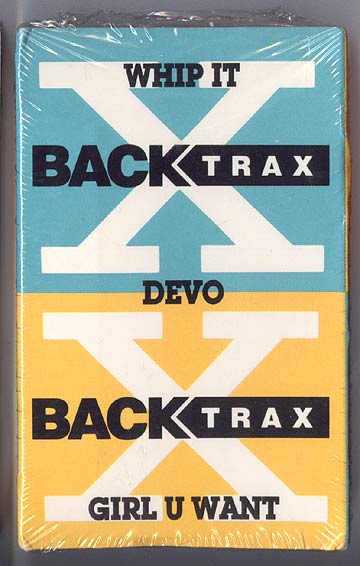 WHIP IT
X
BACK TRAX
DEVO
X
BACK TRAX
GIRL U WANT